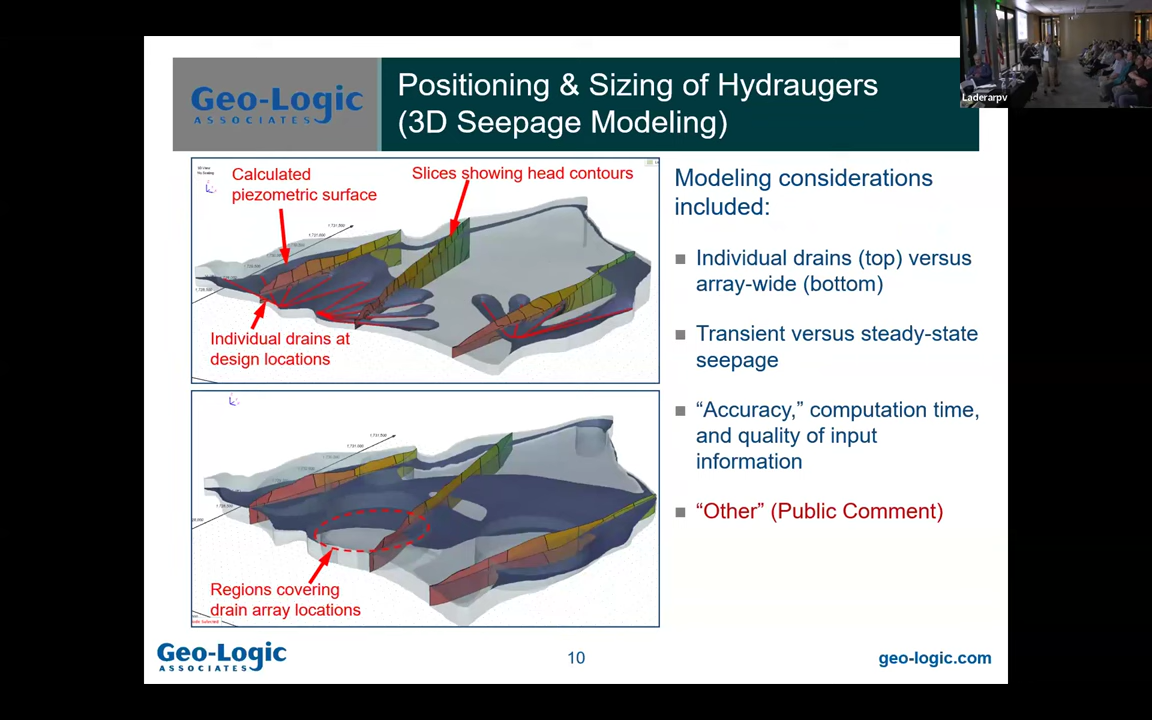 Laderarpv
Geo-Logic
ASSOCIATES
Positioning & Sizing of Hydraugers
(3D Seepage Modeling)
Calculated
piezometric surface
Slices showing head contours
Individual drains at
design locations
Regions covering
drain array locations
Modeling considerations
included:
Individual drains (top) versus
array-wide (bottom)
Transient versus steady-state
seepage
“Accuracy,” computation time,
and quality of input
information
“Other” (Public Comment)
Geo-Logic
ASSOCIATES
10
geo-logic.com